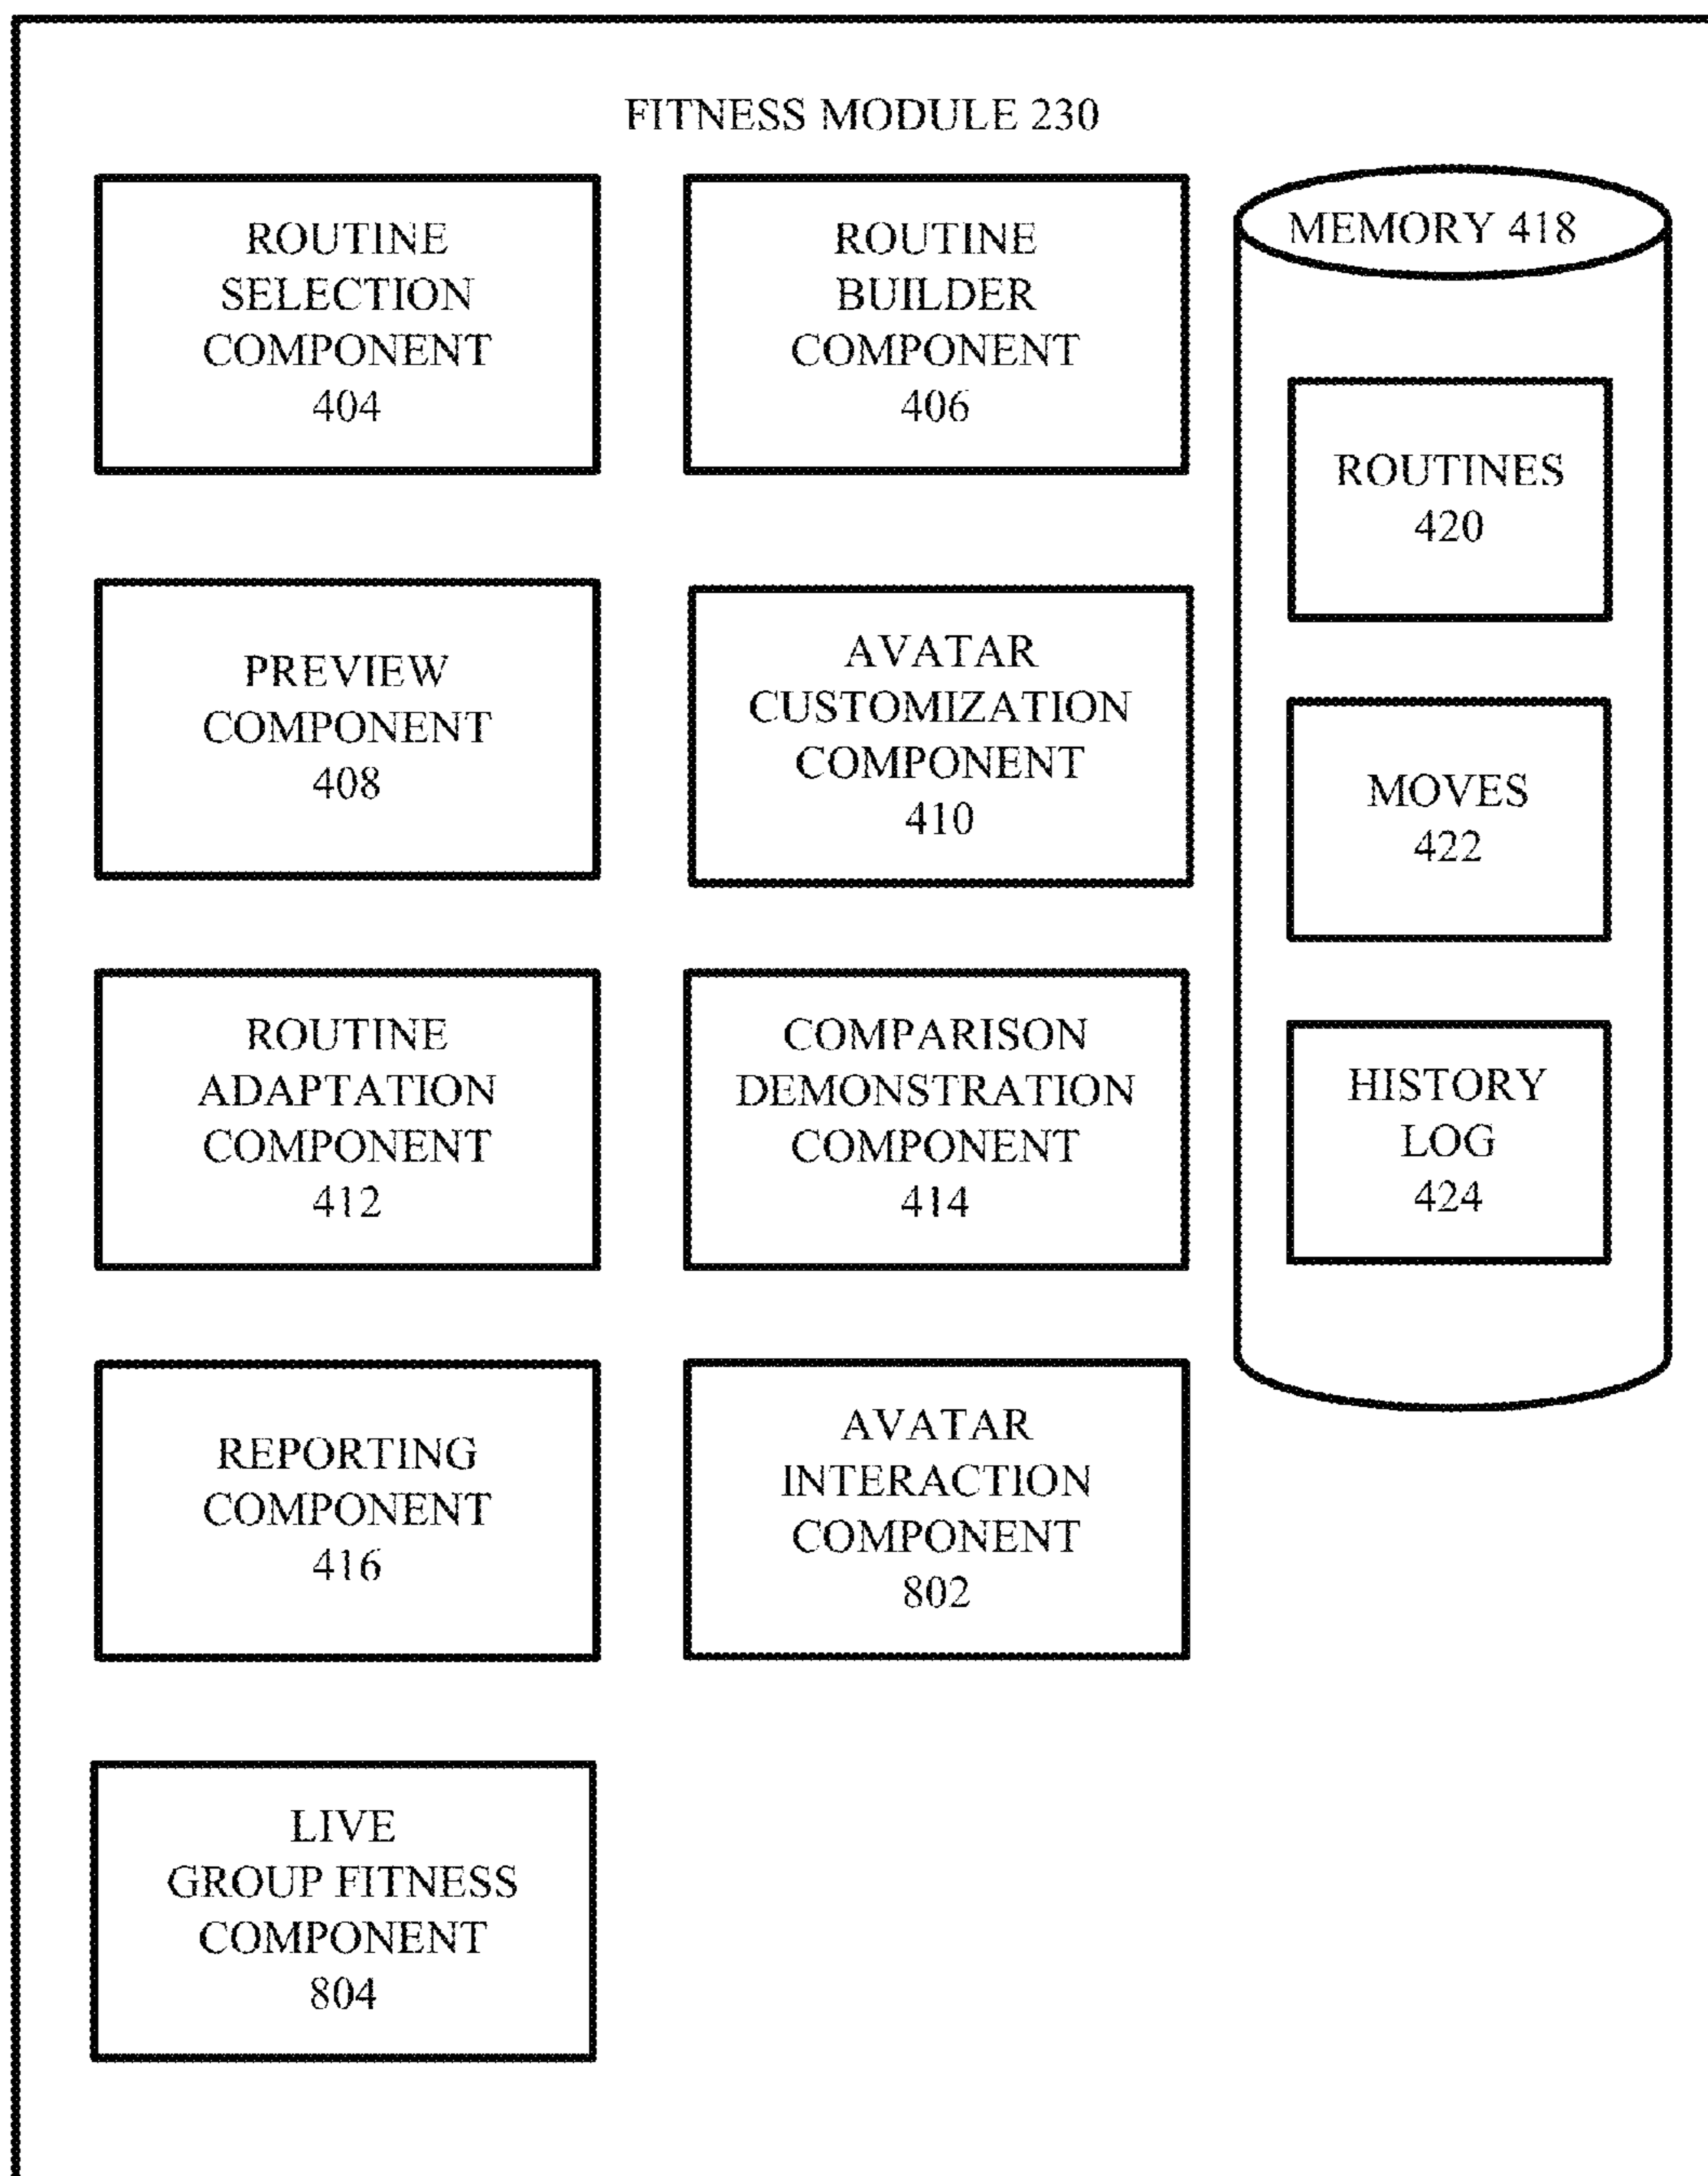 FITNESS MODULE 230
ROUTINE
SELECTION
COMPONENT
404
ROUTINE
BUILDER
COMPONENT
406
MEMORY 418
ROUTINES
420
MOVES
422
HISTORY
LOG
424
PREVIEW
COMPONENT
408
AVATAR
CUSTOMIZATION
COMPONENT
410
ROUTINE
ADAPTATION
COMPONENT
412
COMPARISON
DEMONSTRATION
COMPONENT
414
REPORTING
COMPONENT
416
AVATAR
INTERACTION
COMPONENT
802
LIVE
GROUP FITNESS
COMPONENT
804